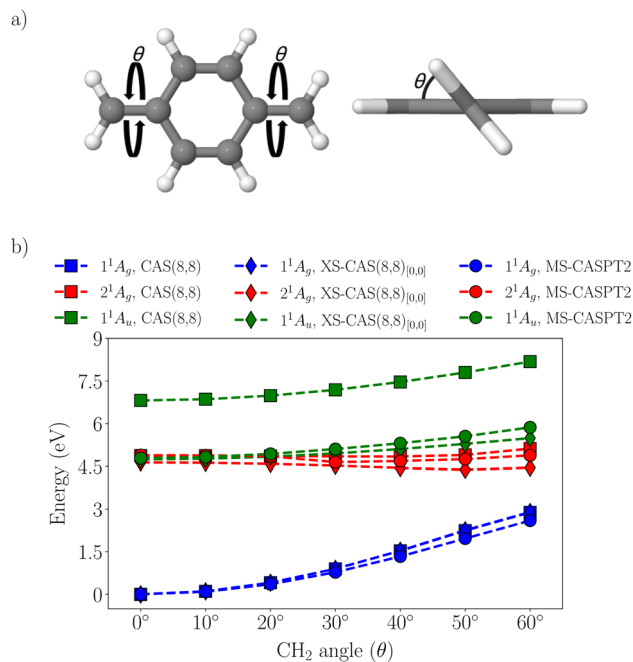 a)
θ θ θ
b)
1¹A_g, CAS(8,8) 1¹A_g, XS-CAS(8,8)_[0,0] 1¹A_g, MS-CASPT2
2¹A_g, CAS(8,8) 2¹A_g, XS-CAS(8,8)_[0,0] 2¹A_g, MS-CASPT2
1¹A_u, CAS(8,8) 1¹A_u, XS-CAS(8,8)_[0,0] 1¹A_u, MS-CASPT2
9
7.5
6
4.5
3
1.5
0
Energy (eV)
0° 10° 20° 30° 40° 50° 60°
CH₂ angle (θ)